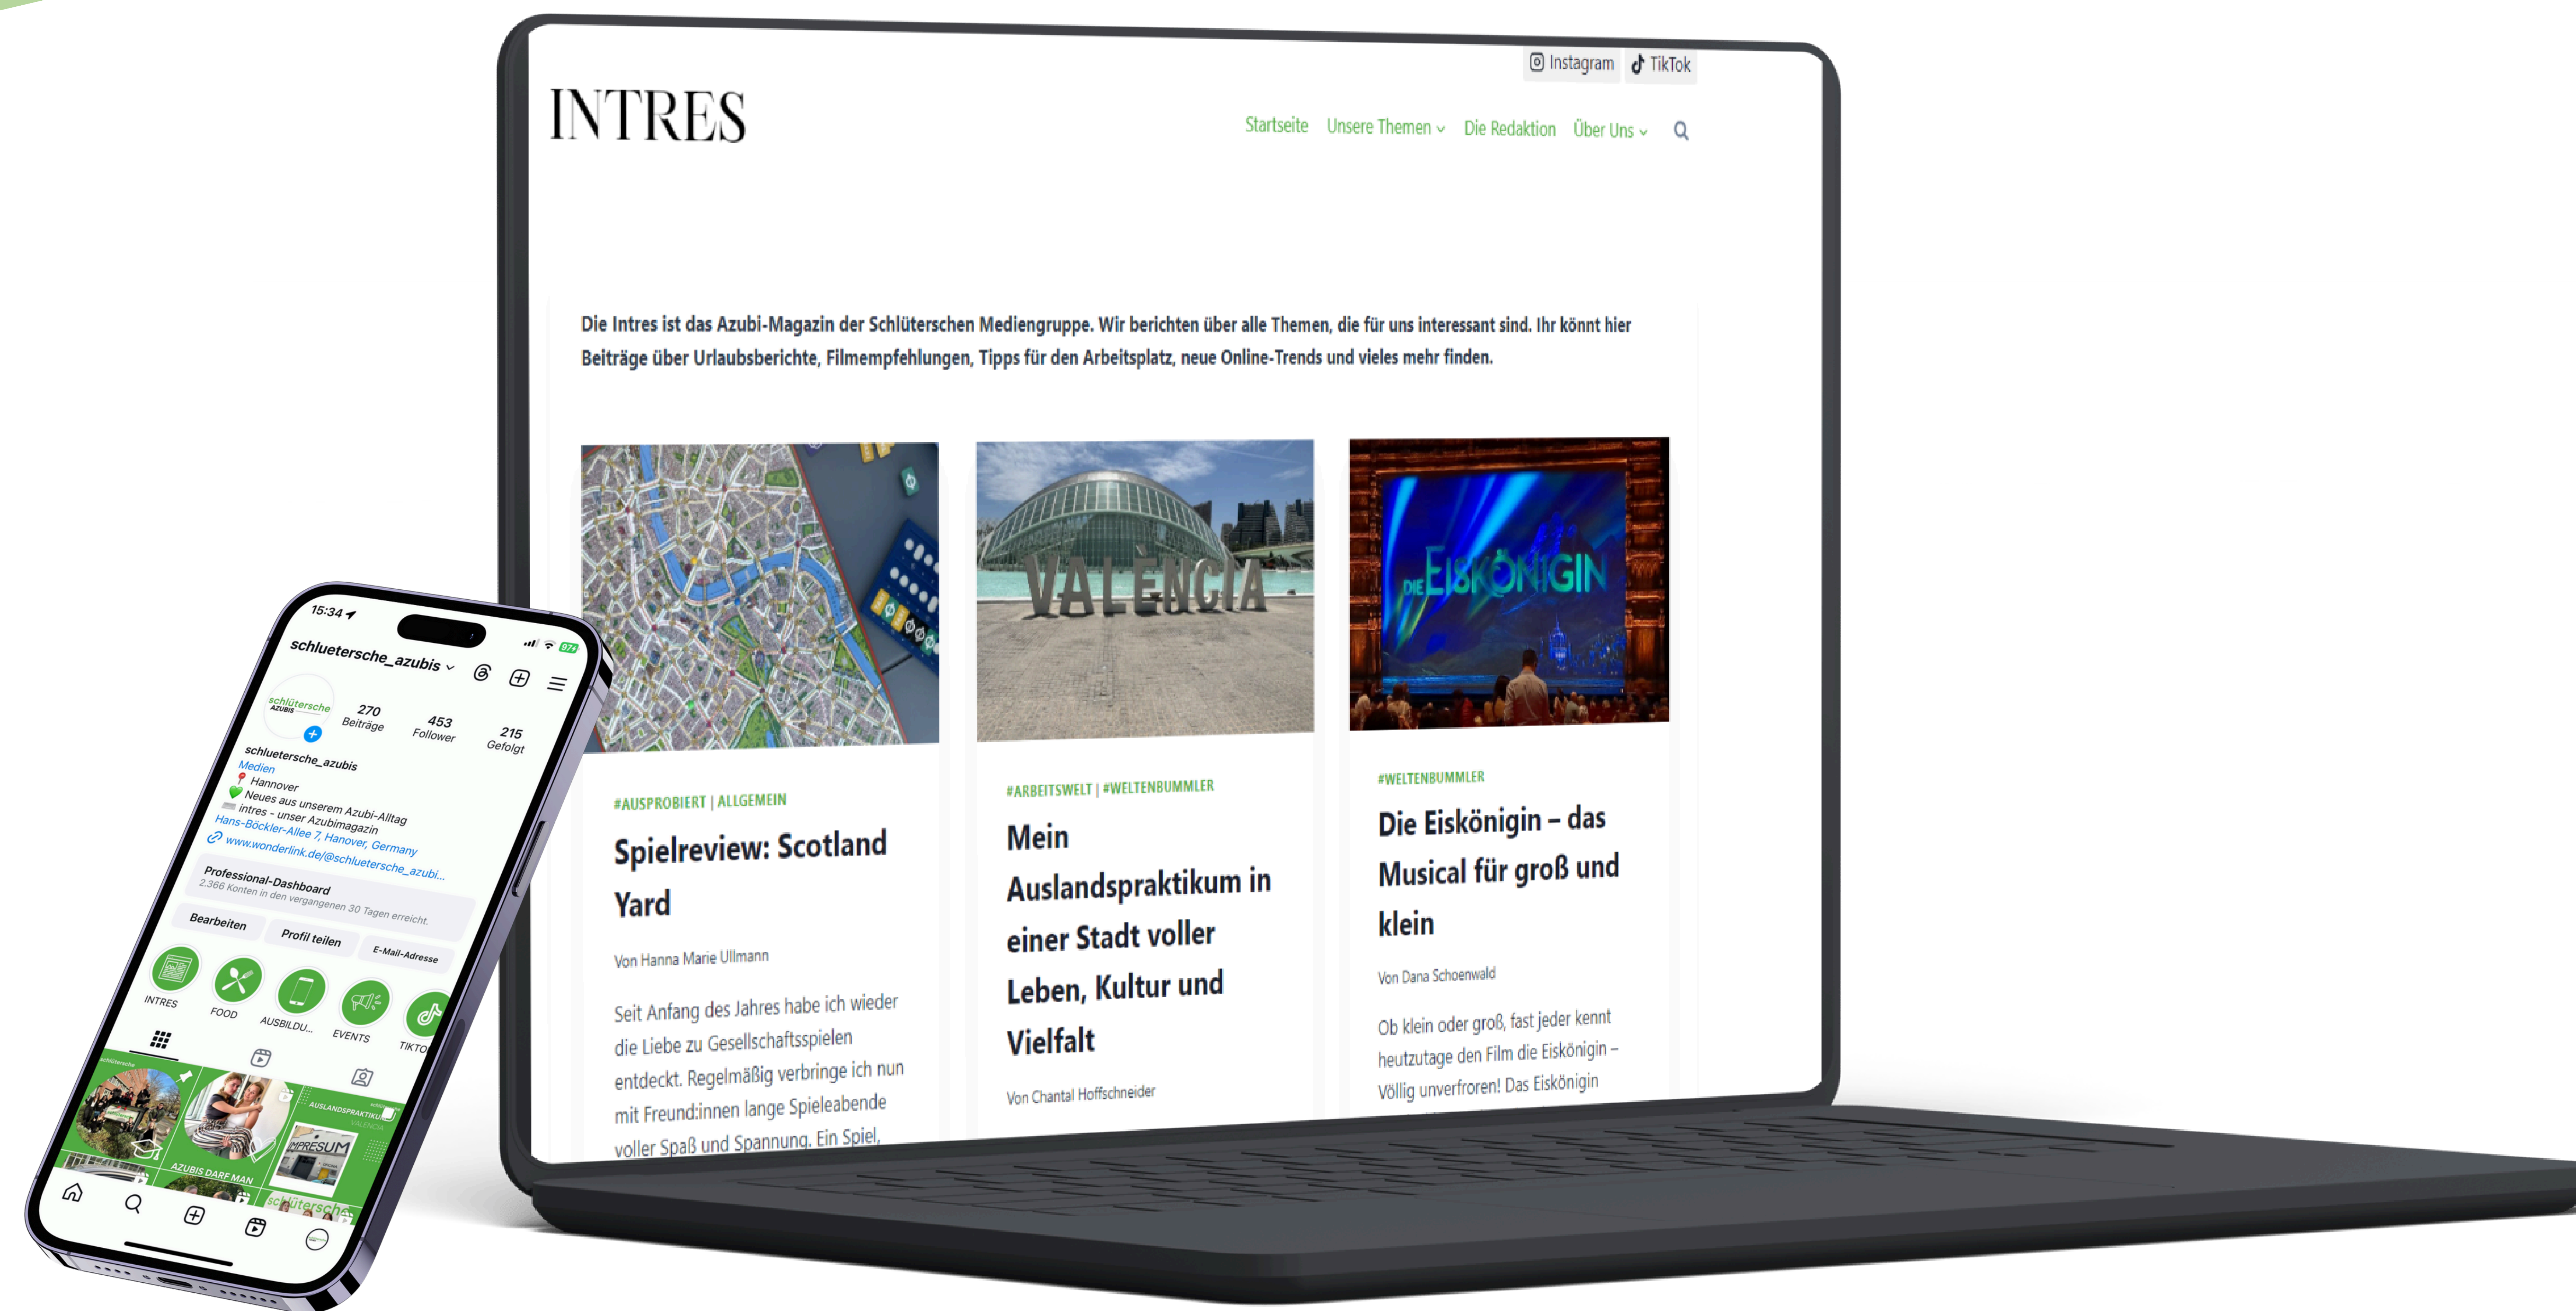 Instagram TikTok
INTRES
Startseite Unsere Themen Die Redaktion Über Uns
Die Intres ist das Azubi-Magazin der Schlüterschen Mediengruppe. Wir berichten über alle Themen, die für uns interessant sind. Ihr könnt hier
Beiträge über Urlaubsberichte, Filmempfehlungen, Tipps für den Arbeitsplatz, neue Online-Trends und vieles mehr finden.
#AUSPROBIERT | ALLGEMEIN
Spielreview: Scotland
Yard
Von Hanna Marie Ullmann
Seit Anfang des Jahres habe ich wieder
die Liebe zu Gesellschaftsspielen
entdeckt. Regelmäßig verbringe ich nun
mit Freund:innen lange Spieleabende
voller Spaß und Spannung. Ein Spiel,
VALÈNCIA
#ARBEITSWELT | #WELTENBUMMLER
Mein
Auslandspraktikum in
einer Stadt voller
Leben, Kultur und
Vielfalt
Von Chantal Hoffschneider
DIE EISKÖNIGIN
#WELTENBUMMLER
Die Eiskönigin – das
Musical für groß und
klein
Von Dana Schoenwald
Ob klein oder groß, fast jeder kennt
heutzutage den Film die Eiskönigin –
Völlig unverfroren! Das Eiskönigin
15:34
97
schluetersche_azubis
schlütersche
AZUBIS
270 453 215
Beiträge Follower Gefolgt
schluetersche_azubis
Medien
Hannover
Neues aus unserem Azubi-Alltag
intres - unser Azubimagazin
Hans-Böckler-Allee 7, Hanover, Germany
www.wonderlink.de/@schluetersche_azubi...
Professional-Dashboard
2.366 Konten in den vergangenen 30 Tagen erreicht.
Bearbeiten Profil teilen E-Mail-Adresse
INTRES FOOD AUSBILDU... EVENTS TIKTO
schlütersche
AUSLANDSPRAKTIKU
VALENCIA
IMPRESUM
AZUBIS DARF MAN
schlütersche